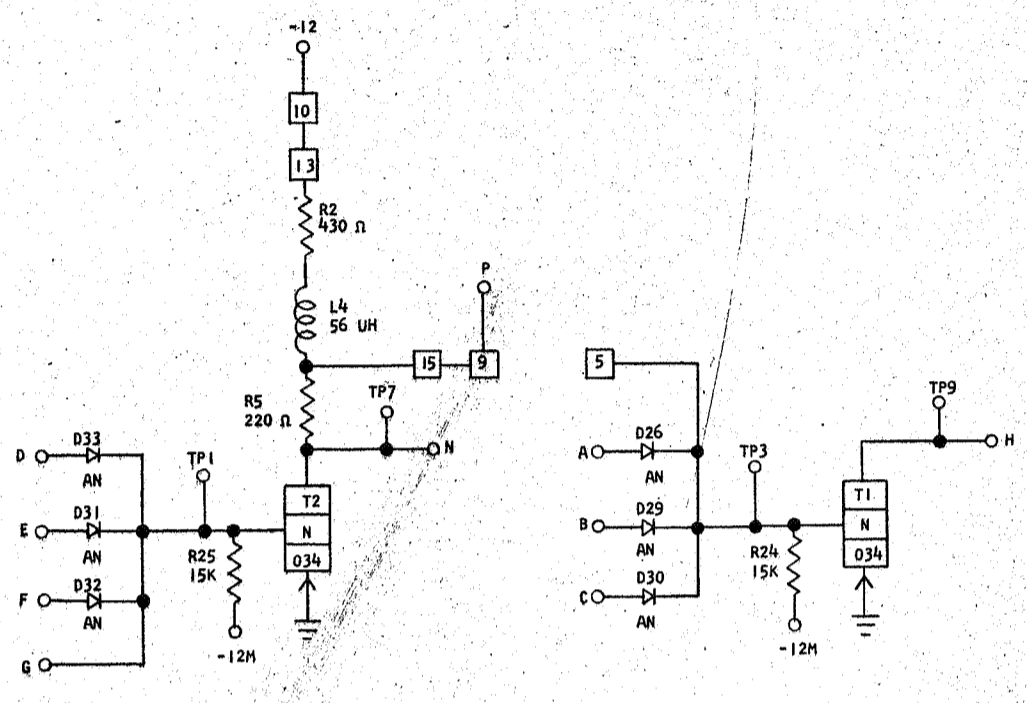 -12
10
13
R2
430 Ω
P
L4
56 UH
15
9
5
TP7
TP9
R5
220 Ω
N
H
D
D33
AN
TP1
A
D26
AN
TP3
T2
N
034
T1
N
034
E
D31
AN
R25
15K
B
D29
AN
R24
15K
F
D32
AN
C
D30
AN
G
-12M
-12M